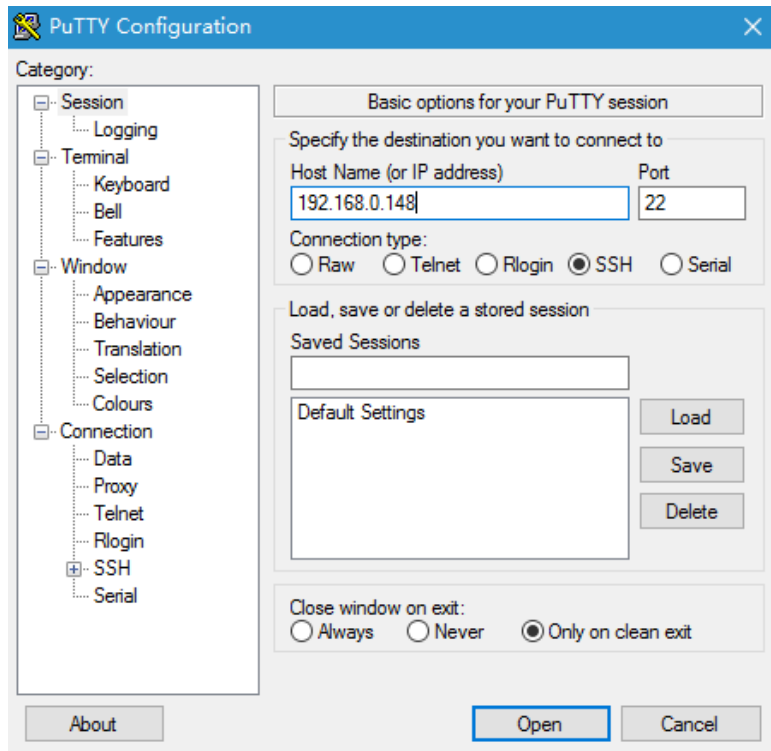 PuTTY Configuration
Category:
Session
Logging
Terminal
Keyboard
Bell
Features
Window
Appearance
Behaviour
Translation
Selection
Colours
Connection
Data
Proxy
Telnet
Rlogin
SSH
Serial
Basic options for your PuTTY session
Specify the destination you want to connect to
Host Name (or IP address) Port
192.168.0.148 22
Connection type:
Raw Telnet Rlogin SSH Serial
Load, save or delete a stored session
Saved Sessions
Default Settings
Load
Save
Delete
Close window on exit:
Always Never Only on clean exit
About Open Cancel